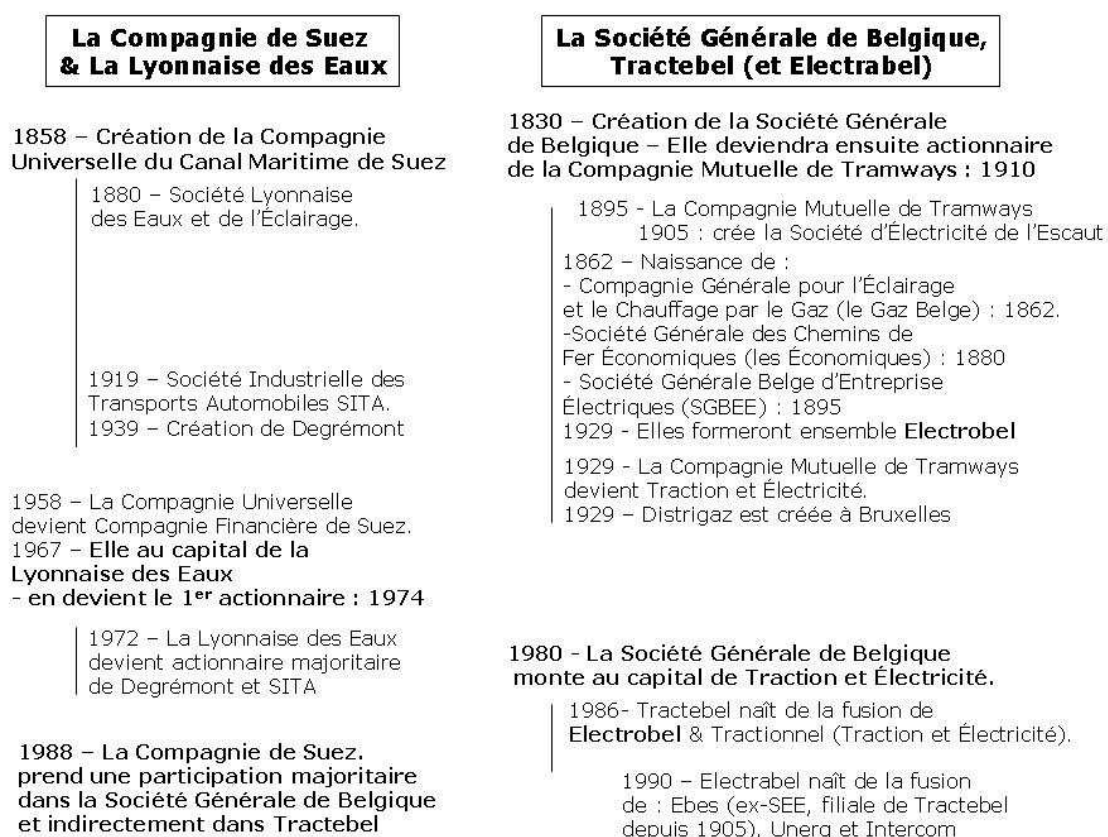 La Compagnie de Suez
& La Lyonnaise des Eaux
1858 – Création de la Compagnie
Universelle du Canal Maritime de Suez
1880 – Société Lyonnaise
des Eaux et de l'Éclairage.
1919 – Société Industrielle des
Transports Automobiles SITA.
1939 – Création de Degrémont
1958 – La Compagnie Universelle
devient Compagnie Financière de Suez.
1967 – Elle au capital de la
Lyonnaise des Eaux
- en devient le 1er actionnaire : 1974
1972 – La Lyonnaise des Eaux
devient actionnaire majoritaire
de Degrémont et SITA
1988 – La Compagnie de Suez.
prend une participation majoritaire
dans la Société Générale de Belgique
et indirectement dans Tractebel
La Société Générale de Belgique,
Tractebel (et Electrabel)
1830 – Création de la Société Générale
de Belgique – Elle deviendra ensuite actionnaire
de la Compagnie Mutuelle de Tramways : 1910
1895 - La Compagnie Mutuelle de Tramways
1905 : crée la Société d'Électricité de l'Escaut
1862 – Naissance de :
- Compagnie Générale pour l'Éclairage
et le Chauffage par le Gaz (le Gaz Belge) : 1862.
-Société Générale des Chemins de
Fer Économiques (les Économiques) : 1880
- Société Générale Belge d'Entreprise
Électriques (SGBEE) : 1895
1929 - Elles formeront ensemble Electrobel
1929 - La Compagnie Mutuelle de Tramways
devient Traction et Électricité.
1929 – Distrigaz est créée à Bruxelles
1980 - La Société Générale de Belgique
monte au capital de Traction et Électricité.
1986- Tractebel naît de la fusion de
Electrobel & Tractionnel (Traction et Électricité).
1990 – Electrabel naît de la fusion
de : Ebes (ex-SEE, filiale de Tractebel
depuis 1905), Unerg et Intercom